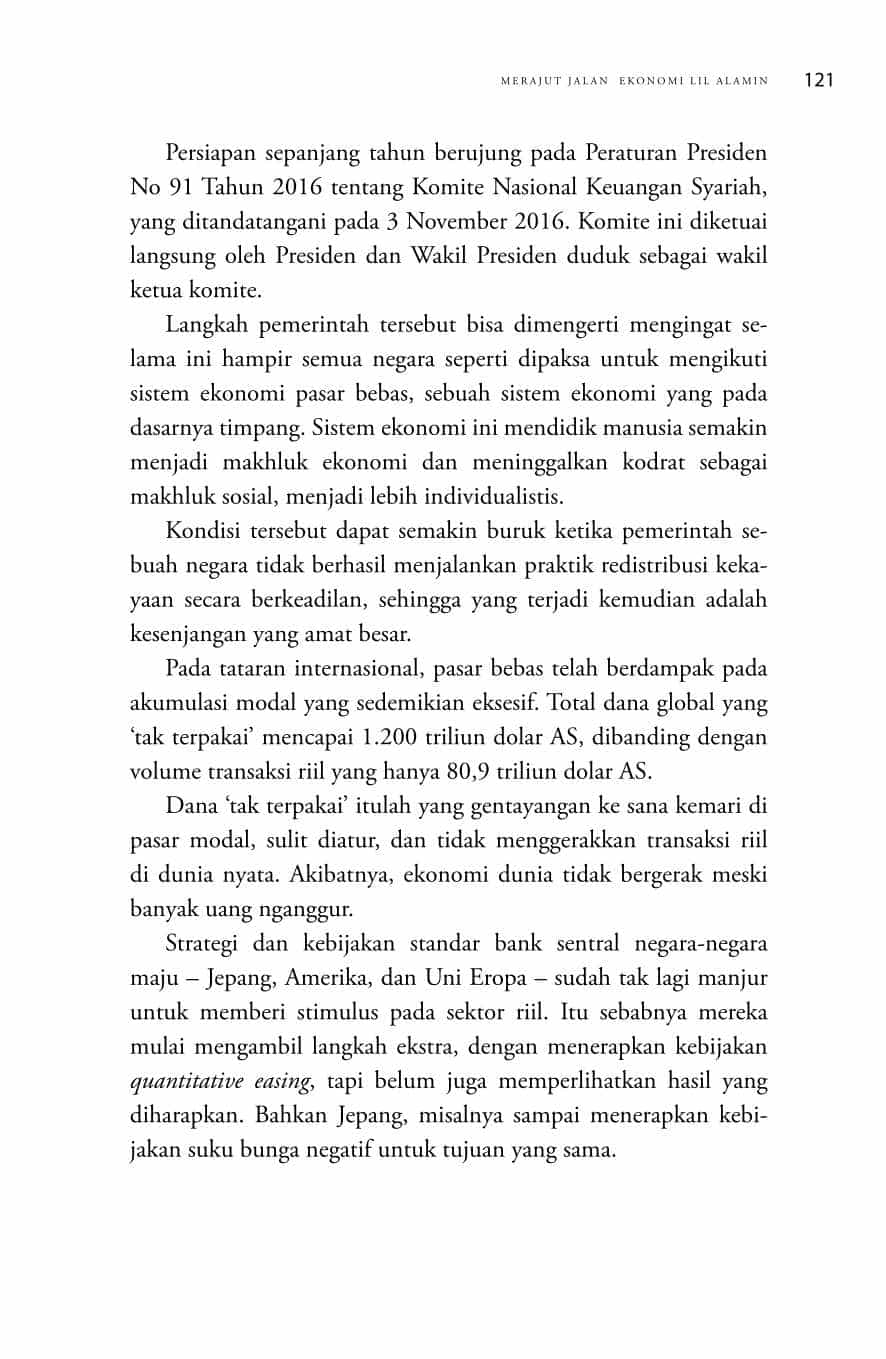 MERAJUT JALAN EKONOMI LIL ALAMIN 121
Persiapan sepanjang tahun berujung pada Peraturan Presiden
No 91 Tahun 2016 tentang Komite Nasional Keuangan Syariah,
yang ditandatangani pada 3 November 2016. Komite ini diketuai
langsung oleh Presiden dan Wakil Presiden duduk sebagai wakil
ketua komite.
Langkah pemerintah tersebut bisa dimengerti mengingat se-
lama ini hampir semua negara seperti dipaksa untuk mengikuti
sistem ekonomi pasar bebas, sebuah sistem ekonomi yang pada
dasarnya timpang. Sistem ekonomi ini mendidik manusia semakin
menjadi makhluk ekonomi dan meninggalkan kodrat sebagai
makhluk sosial, menjadi lebih individualistis.
Kondisi tersebut dapat semakin buruk ketika pemerintah se-
buah negara tidak berhasil menjalankan praktik redistribusi keka-
yaan secara berkeadilan, sehingga yang terjadi kemudian adalah
kesenjangan yang amat besar.
Pada tataran internasional, pasar bebas telah berdampak pada
akumulasi modal yang sedemikian eksesif. Total dana global yang
‘tak terpakai’ mencapai 1.200 triliun dolar AS, dibanding dengan
volume transaksi riil yang hanya 80,9 triliun dolar AS.
Dana ‘tak terpakai’ itulah yang gentayangan ke sana kemari di
pasar modal, sulit diatur, dan tidak menggerakkan transaksi riil
di dunia nyata. Akibatnya, ekonomi dunia tidak bergerak meski
banyak uang nganggur.
Strategi dan kebijakan standar bank sentral negara-negara
maju – Jepang, Amerika, dan Uni Eropa – sudah tak lagi manjur
untuk memberi stimulus pada sektor riil. Itu sebabnya mereka
mulai mengambil langkah ekstra, dengan menerapkan kebijakan
quantitative easing, tapi belum juga memperlihatkan hasil yang
diharapkan. Bahkan Jepang, misalnya sampai menerapkan kebi-
jakan suku bunga negatif untuk tujuan yang sama.